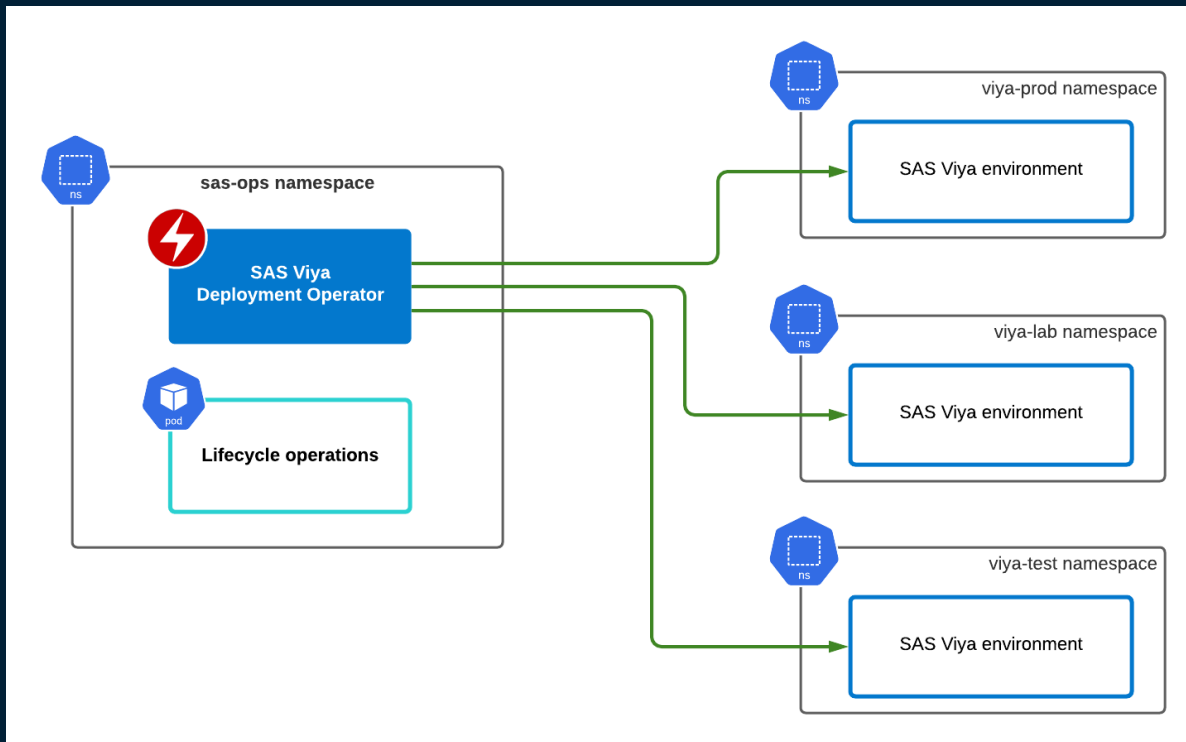 ns
sas-ops namespace
SAS Viya
Deployment Operator
pod
Lifecycle operations
ns
viya-prod namespace
SAS Viya environment
ns
viya-lab namespace
SAS Viya environment
ns
viya-test namespace
SAS Viya environment